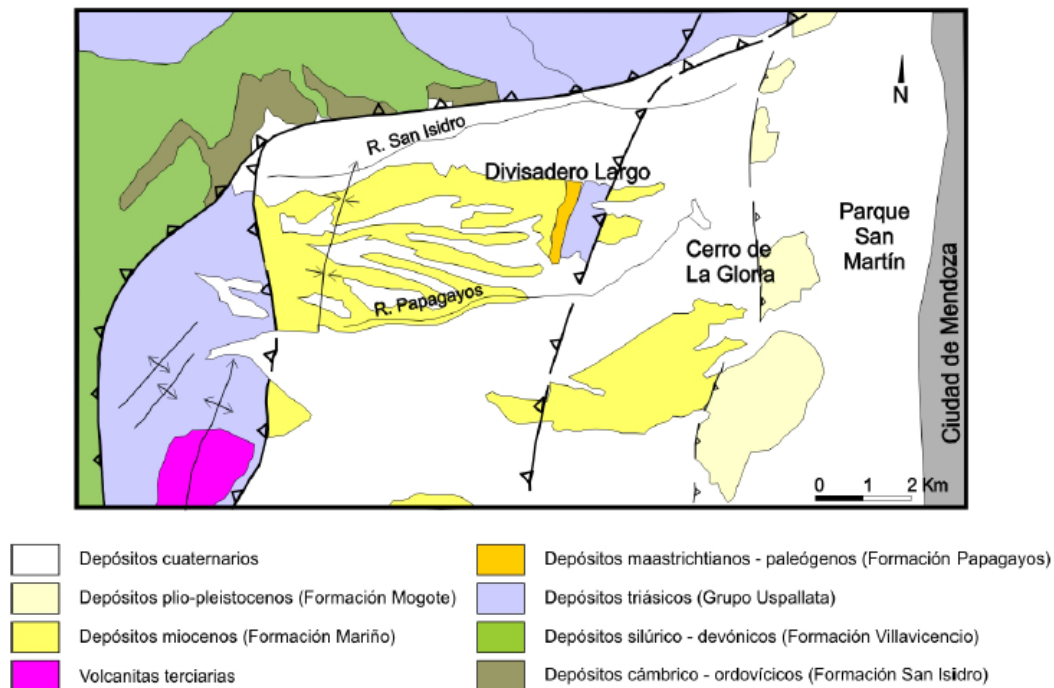 N
R. San Isidro
Divisadero Largo
Parque
San
Martín
Cerro de
La Gloria
R. Papagayos
Ciudad de Mendoza
0 1 2 Km
Depósitos cuaternarios
Depósitos plio-pleistocenos (Formación Mogote)
Depósitos miocenos (Formación Mariño)
Volcanitas terciarias
Depósitos maastrichtianos - paleógenos (Formación Papagayos)
Depósitos triásicos (Grupo Uspallata)
Depósitos silúrico - devónicos (Formación Villavicencio)
Depósitos cámbrico - ordovícicos (Formación San Isidro)